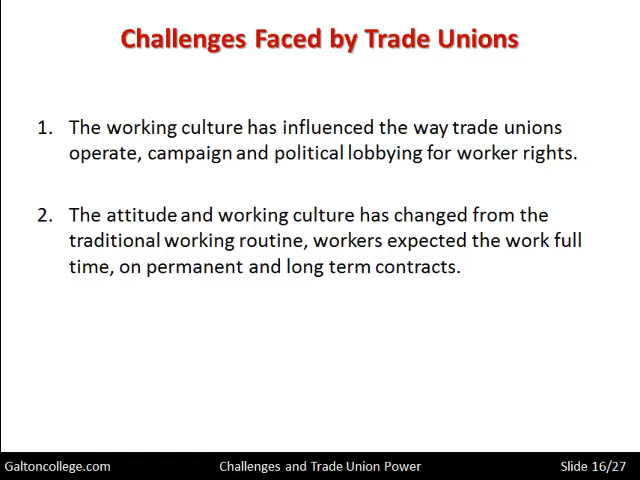 Challenges Faced by Trade Unions
1. The working culture has influenced the way trade unions
operate, campaign and political lobbying for worker rights.
2. The attitude and working culture has changed from the
traditional working routine, workers expected the work full
time, on permanent and long term contracts.
Galtoncollege.com Challenges and Trade Union Power Slide 16/27